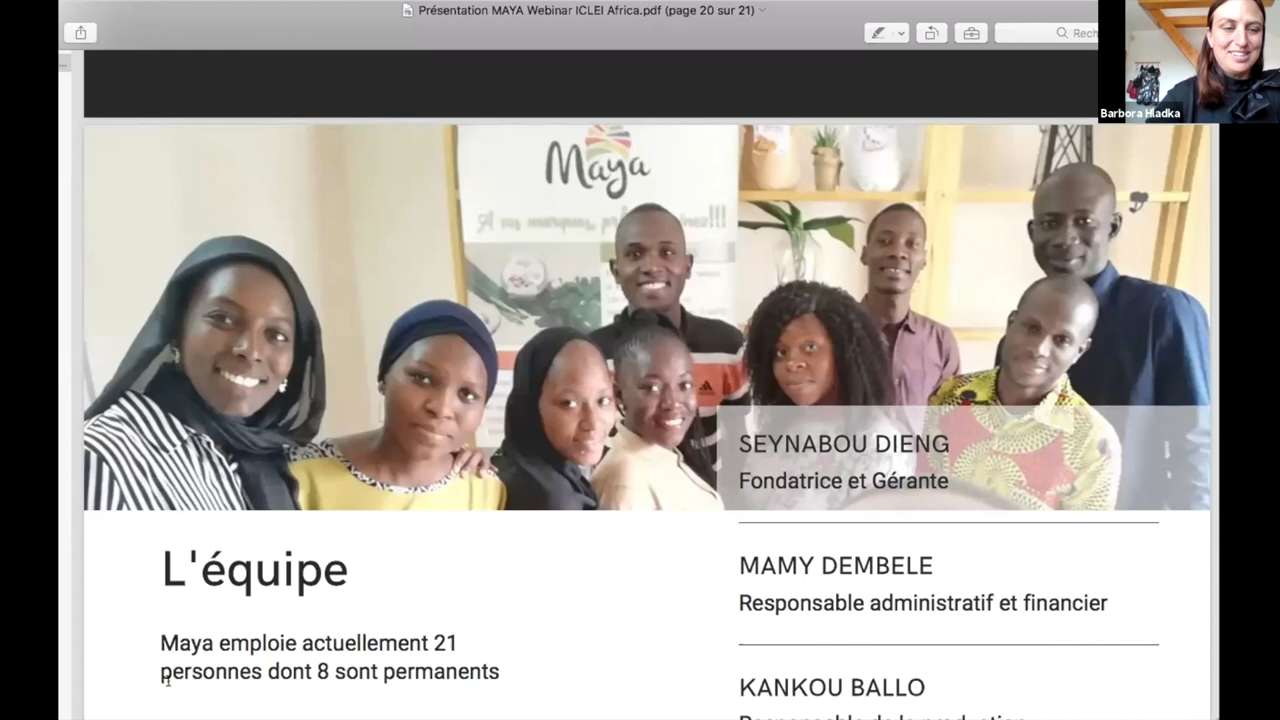 Présentation MAYA Webinar ICLEI Africa.pdf (page 20 sur 21)
Rech
Barbora Hladka
Maya
SEYNABOU DIENG
Fondatrice et Gérante
L'équipe
Maya emploie actuellement 21
personnes dont 8 sont permanents
MAMY DEMBELE
Responsable administratif et financier
KANKOU BALLO